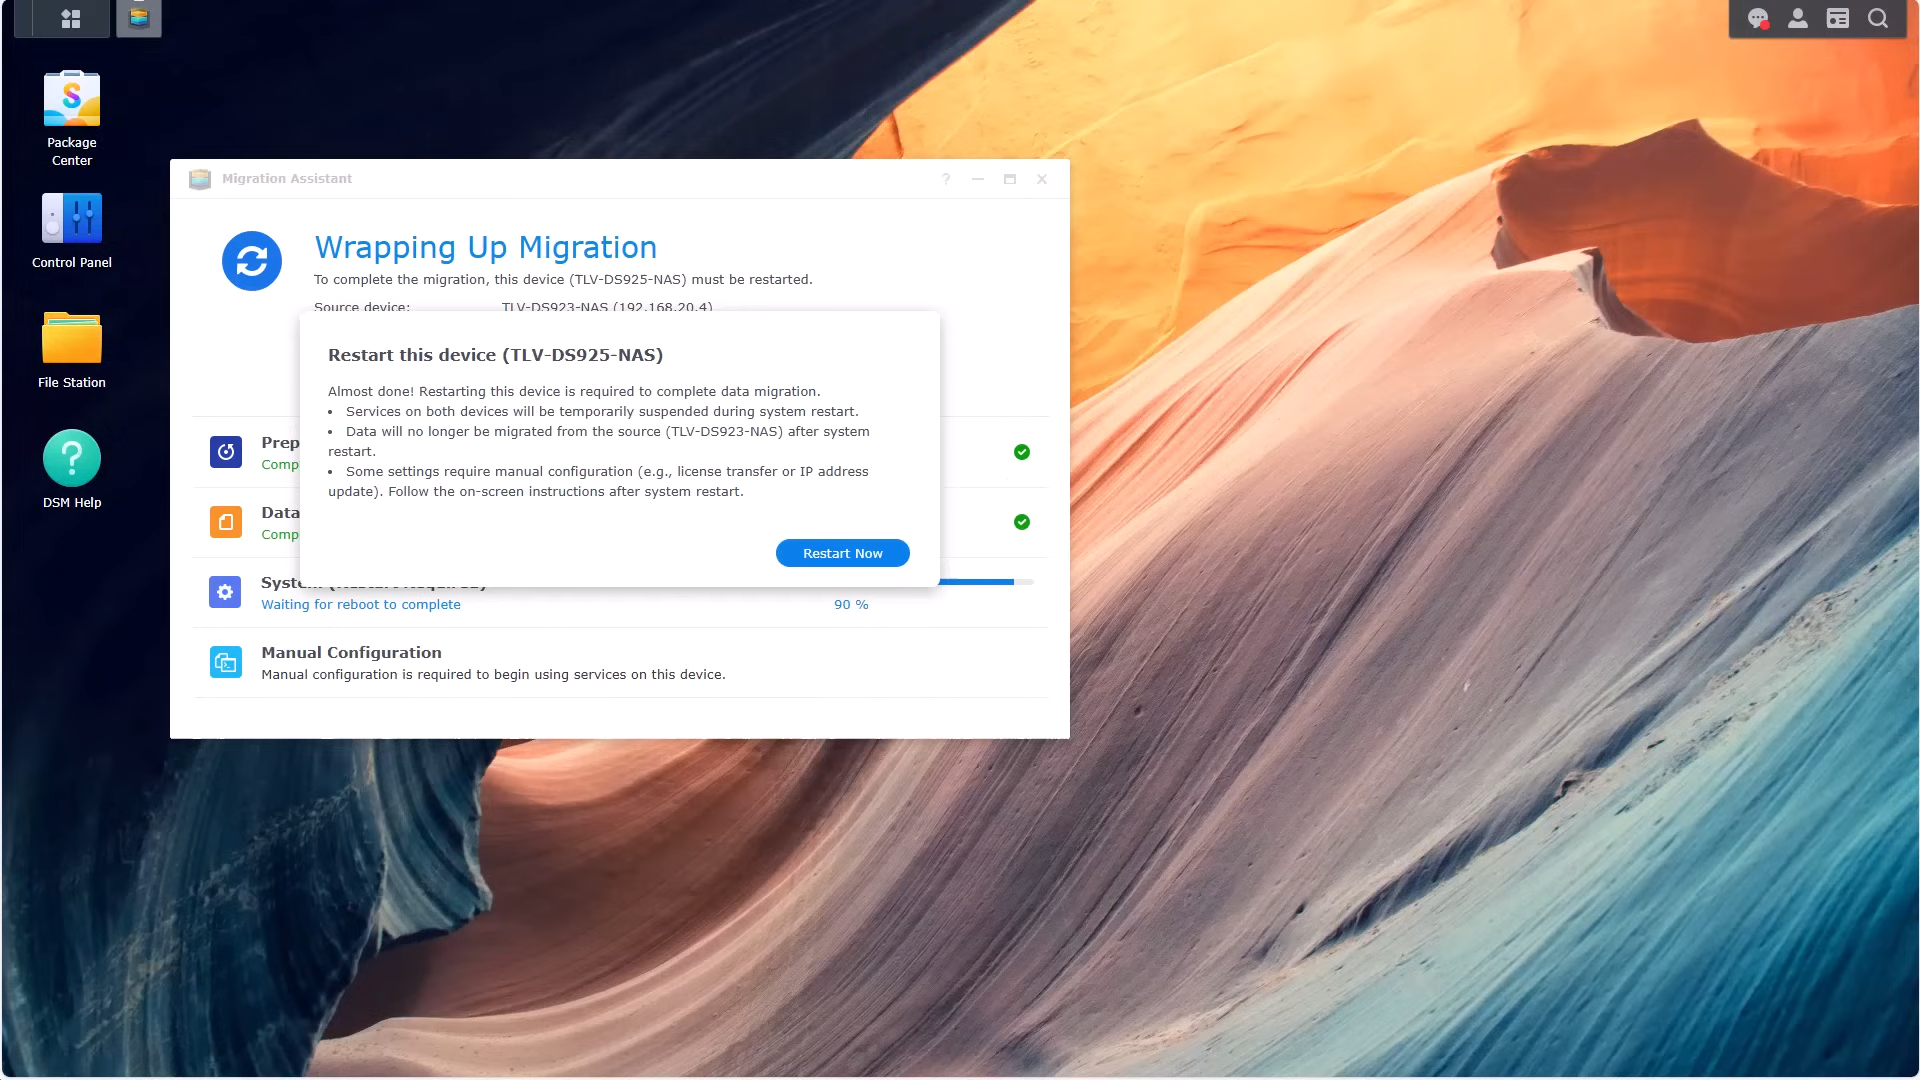 Package
Center
Control Panel
File Station
DSM Help
Migration Assistant
Wrapping Up Migration
To complete the migration, this device (TLV-DS925-NAS) must be restarted.
Source device: TLV-DS923-NAS (192.168.20.4)
Restart this device (TLV-DS925-NAS)
Almost done! Restarting this device is required to complete data migration.
• Services on both devices will be temporarily suspended during system restart.
• Data will no longer be migrated from the source (TLV-DS923-NAS) after system
restart.
• Some settings require manual configuration (e.g., license transfer or IP address
update). Follow the on-screen instructions after system restart.
Restart Now
Prep
Comp
Data
Comp
System (Restart Required)
Waiting for reboot to complete 90 %
Manual Configuration
Manual configuration is required to begin using services on this device.